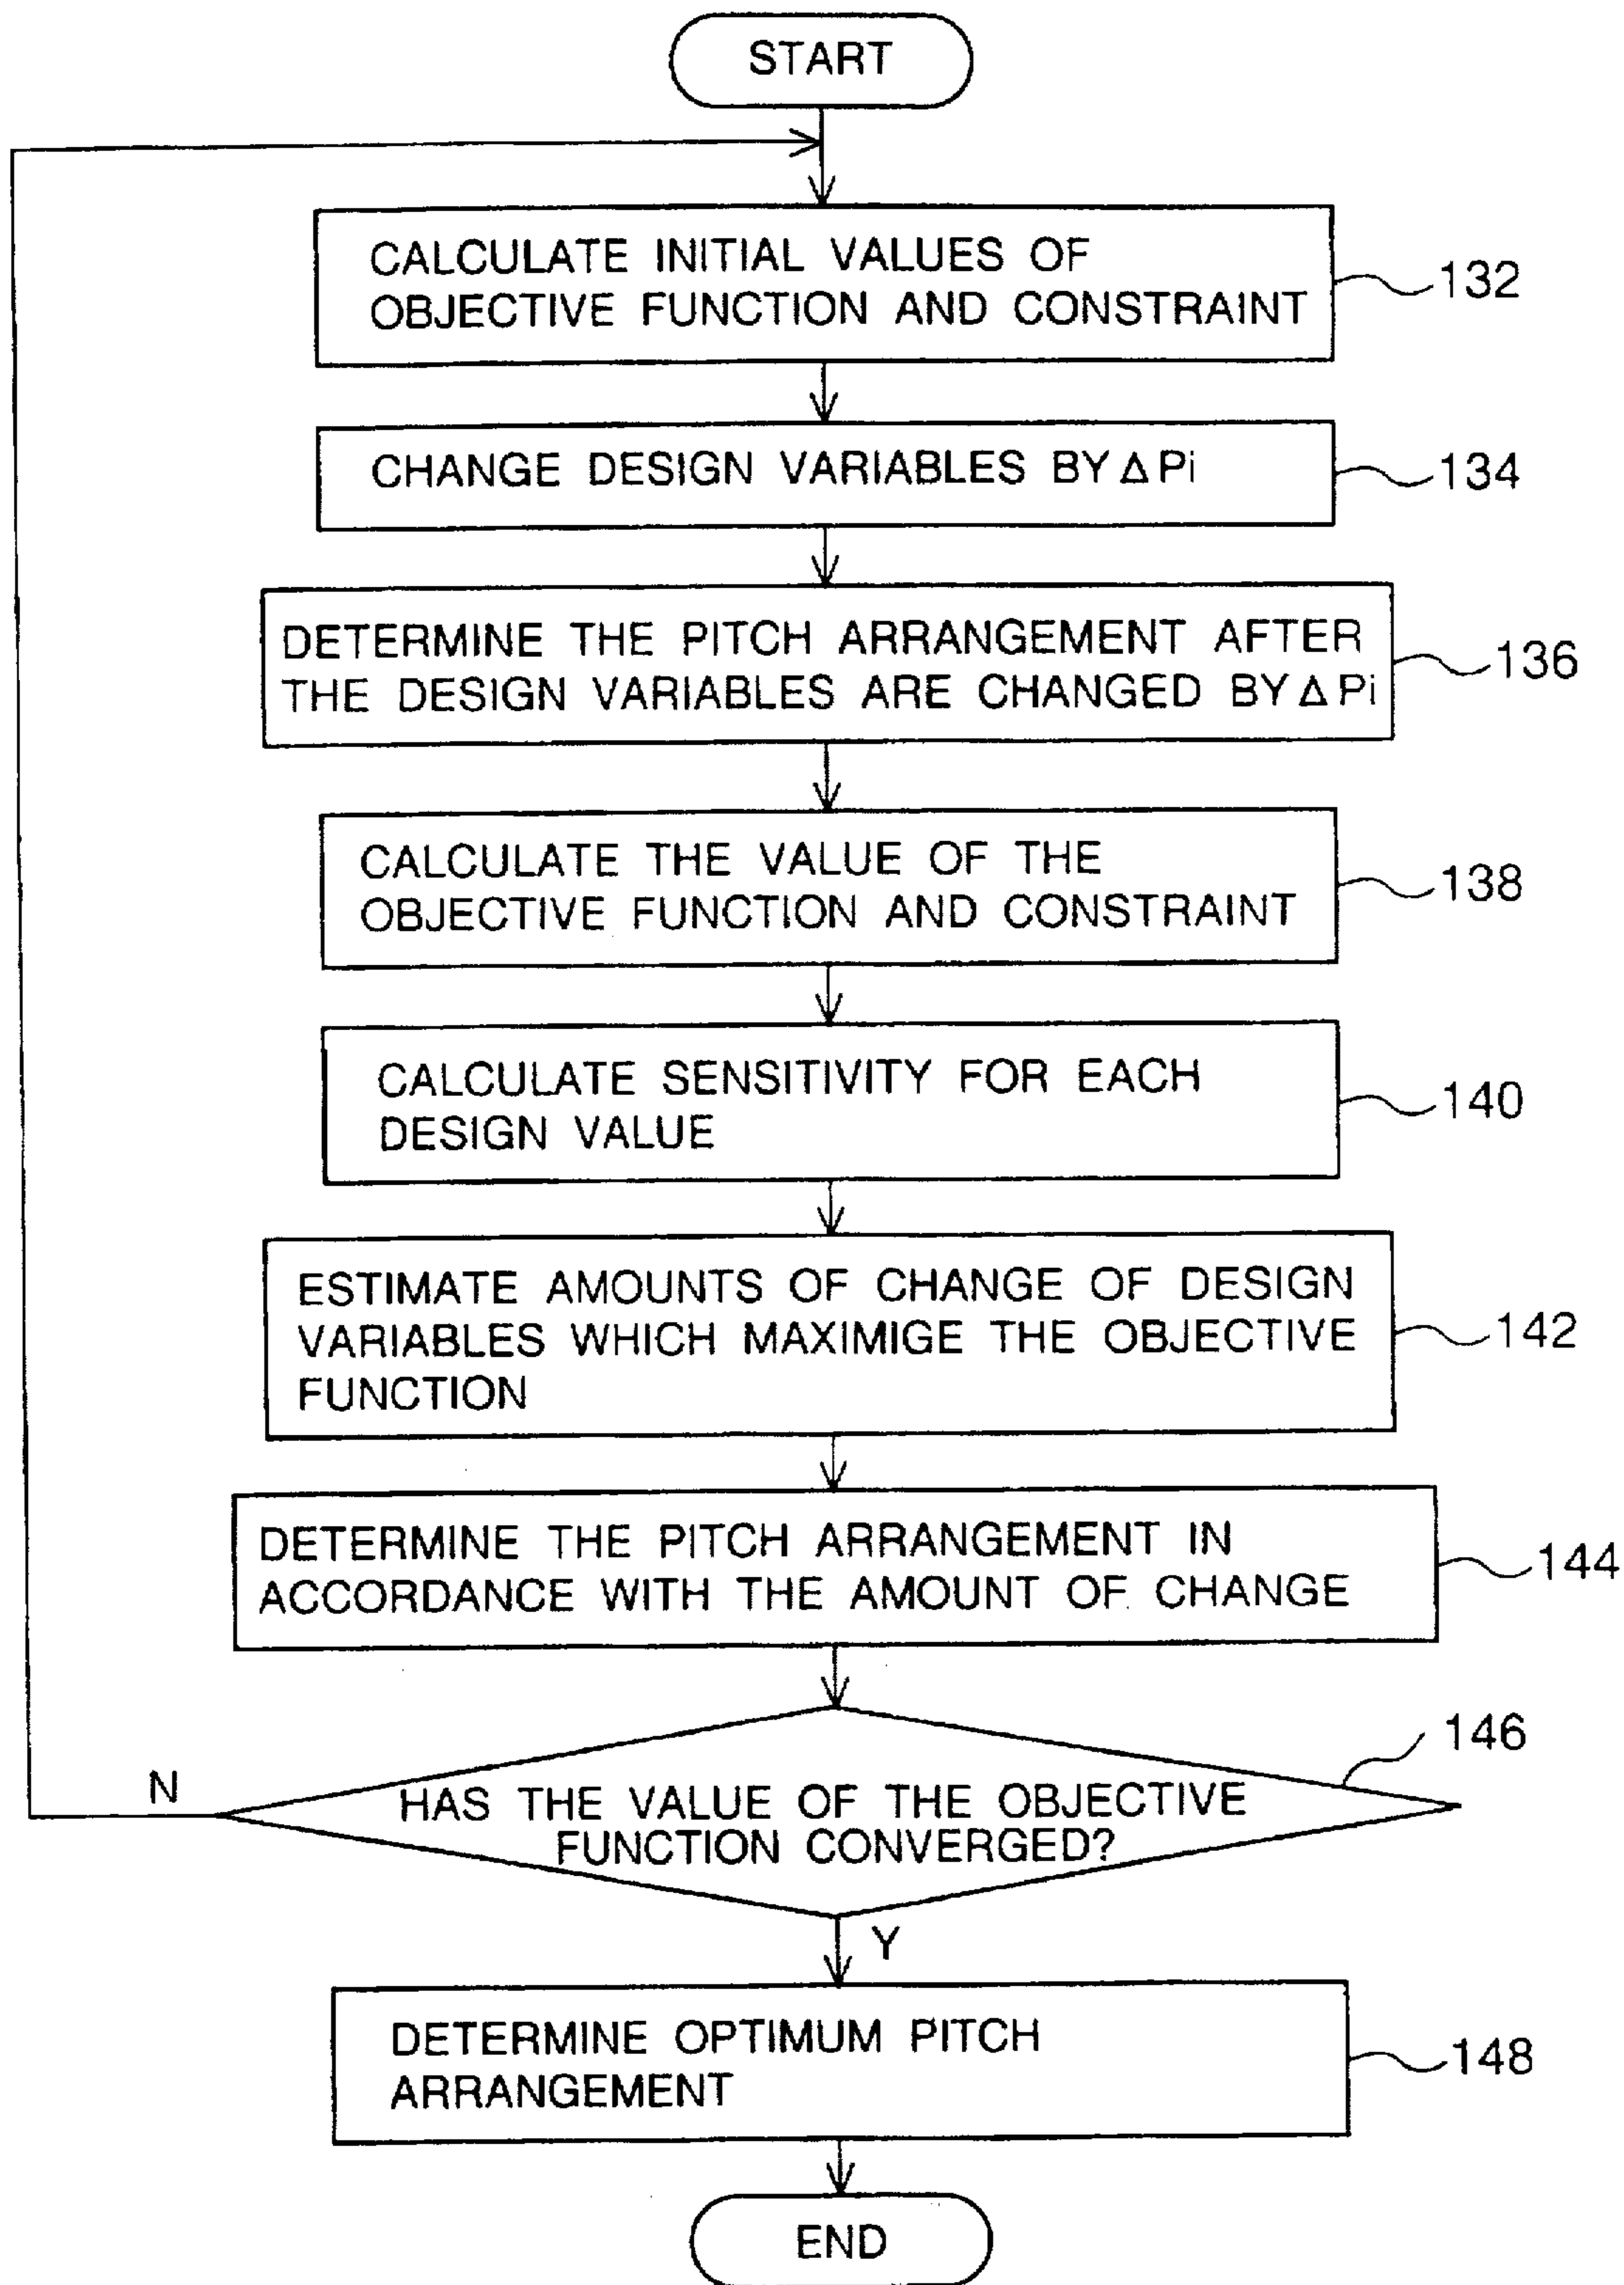 START
CALCULATE INITIAL VALUES OF
OBJECTIVE FUNCTION AND CONSTRAINT
132
CHANGE DESIGN VARIABLES BY Δ Pi
134
DETERMINE THE PITCH ARRANGEMENT AFTER
THE DESIGN VARIABLES ARE CHANGED BY Δ Pi
136
CALCULATE THE VALUE OF THE
OBJECTIVE FUNCTION AND CONSTRAINT
138
CALCULATE SENSITIVITY FOR EACH
DESIGN VALUE
140
ESTIMATE AMOUNTS OF CHANGE OF DESIGN
VARIABLES WHICH MAXIMIGE THE OBJECTIVE
FUNCTION
142
DETERMINE THE PITCH ARRANGEMENT IN
ACCORDANCE WITH THE AMOUNT OF CHANGE
144
146
N
HAS THE VALUE OF THE OBJECTIVE
FUNCTION CONVERGED?
Y
DETERMINE OPTIMUM PITCH
ARRANGEMENT
148
END